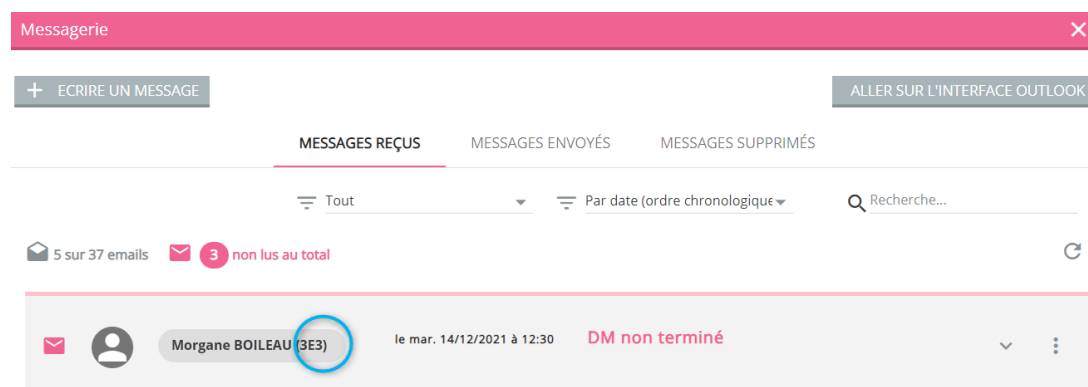 Messagerie
ECRIRE UN MESSAGE
ALLER SUR L'INTERFACE OUTLOOK
MESSAGES REÇUS MESSAGES ENVOYÉS MESSAGES SUPPRIMÉS
Tout Par date (ordre chronologique Recherche...
5 sur 37 emails 3 non lus au total
Morgane BOILEAU (3E3) le mar. 14/12/2021 à 12:30 DM non terminé